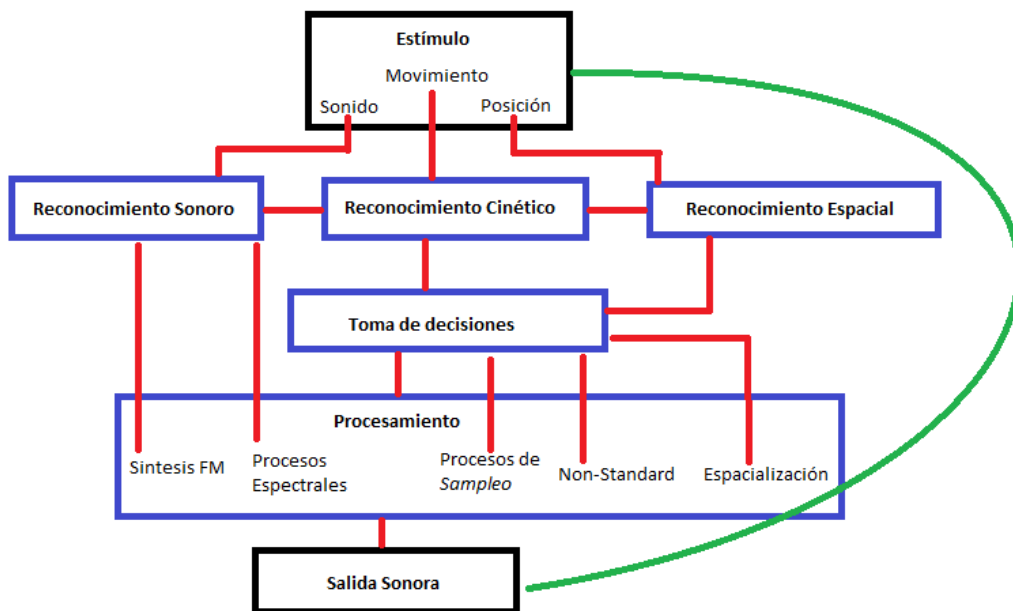 Estímulo
Movimiento
Sonido
Posición
Reconocimiento Sonoro
Reconocimiento Cinético
Reconocimiento Espacial
Toma de decisiones
Procesamiento
Sintesis FM
Procesos
Espectrales
Procesos de
Sampleo
Non-Standard
Espacialización
Salida Sonora